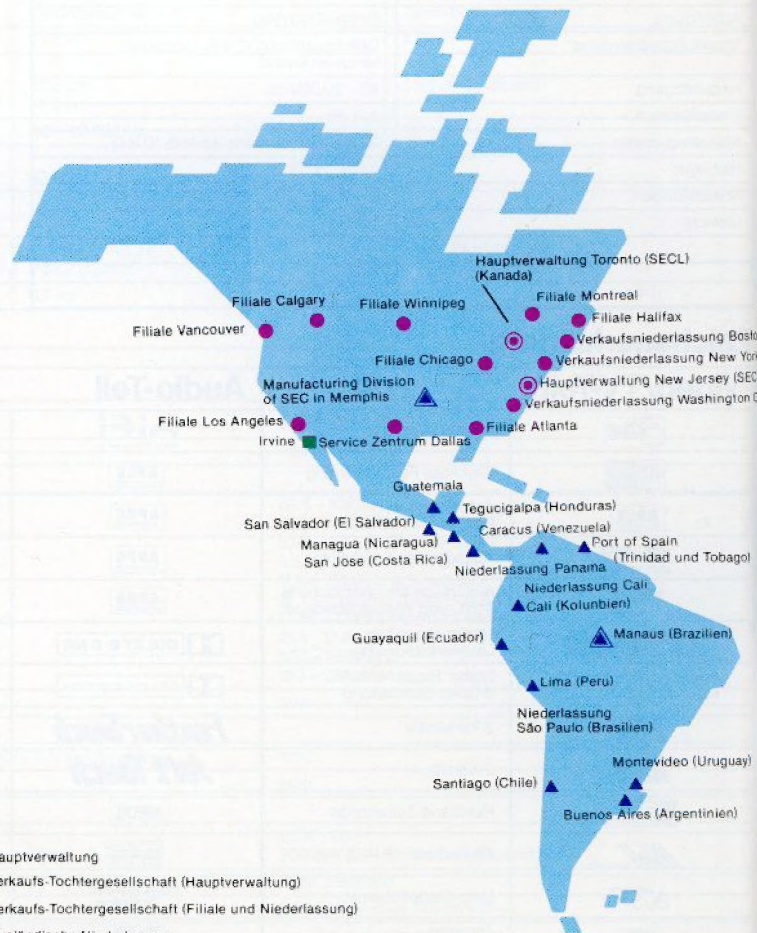 Hauptverwaltung Toronto (SECL)
(Kanada)
Filiale Calgary
Filiale Winnipeg
Filiale Montreal
Filiale Halifax
Filiale Vancouver
Verkaufsniederlassung Bosto
Filiale Chicago
Verkaufsniederlassung New York
Manufacturing Division
of SEC in Memphis
Hauptverwaltung New Jersey (SEC
Verkaufsniederlassung Washington D
Filiale Los Angeles
Filiale Atlanta
Irvine
Service Zentrum Dallas
Guatemala
Tegucigalpa (Honduras)
San Salvador (El Salvador)
Caracus (Venezuela)
Managua (Nicaragua)
Port of Spain
(Trinidad und Tobago)
San Jose (Costa Rica)
Niederlassung Panama
Niederlassung Cali
Cali (Kolunbien)
Guayaquil (Ecuador)
Manaus (Brazilien)
Lima (Peru)
Niederlassung
São Paulo (Brasilien)
Montevideo (Uruguay)
Santiago (Chile)
Buenos Aires (Argentinien)
auptverwaltung
erkaufs-Tochtergesellschaft (Hauptverwaltung)
erkaufs-Tochtergesellschaft (Filiale und Niederlassung)
Audio-Teil